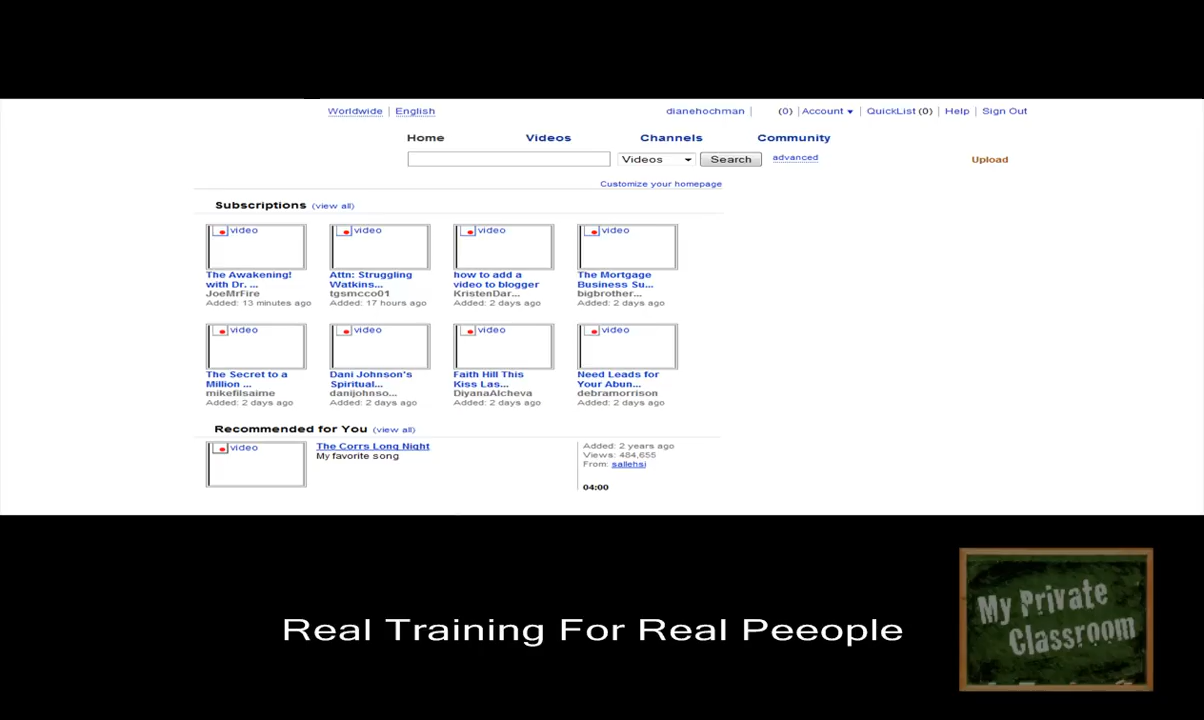 Worldwide | English
dianehochman | (0) | Account ▾ | QuickList (0) | Help | Sign Out
Home Videos Channels Community
Videos Search advanced Upload
Customize your homepage
Subscriptions (view all)
video video video video
The Awakening! Attn: Struggling how to add a The Mortgage
with Dr. ... Watkins... video to blogger Business Su...
JoeMrFire tgsmcco01 KristenDar... bigbrother...
Added: 13 minutes ago Added: 17 hours ago Added: 2 days ago Added: 2 days ago
video video video video
The Secret to a Dani Johnson's Faith Hill This Need Leads for
Million ... Spiritual... Kiss Las... Your Abun...
mikefilsaime danijohnso... DiyanaAlcheva debramorrison
Added: 2 days ago Added: 2 days ago Added: 2 days ago Added: 2 days ago
Recommended for You (view all)
video The Corrs Long Night Added: 2 years ago
My favorite song Views: 484,655
From: sallehsi
04:00
My Private
Classroom
Real Training For Real Peeople